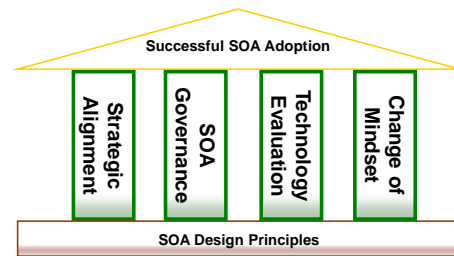 Successful SOA Adoption
Strategic
Alignment
SOA
Governance
Technology
Evaluation
Change of
Mindset
SOA Design Principles